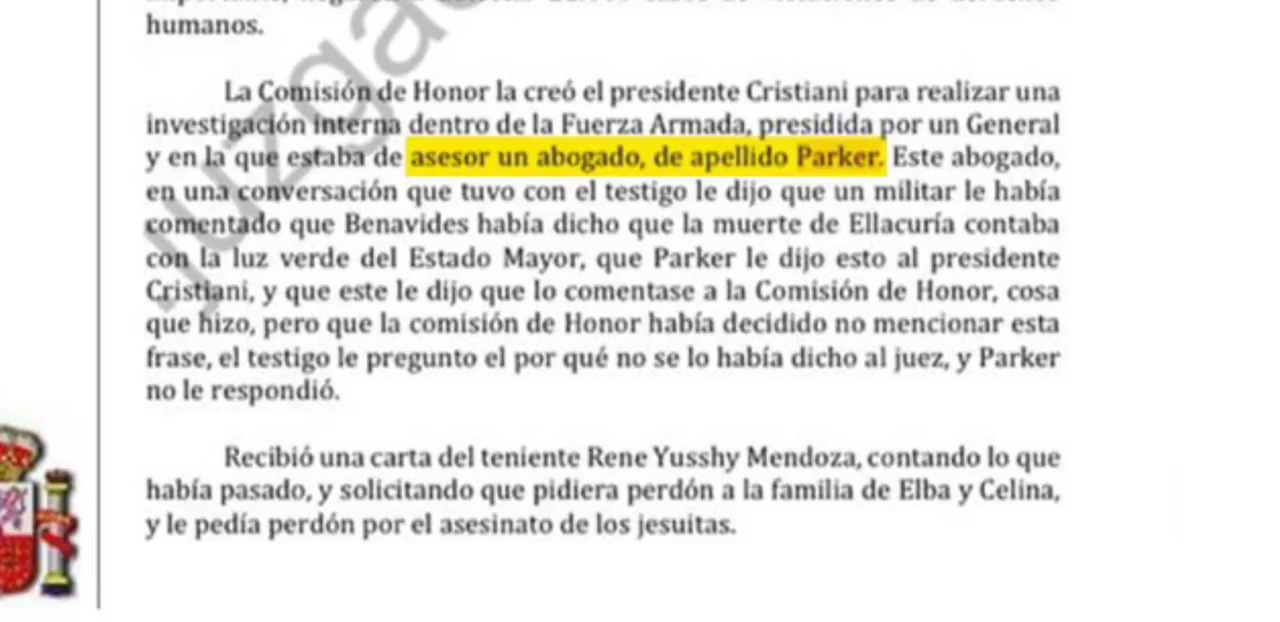 humanos.
La Comisión de Honor la creó el presidente Cristiani para realizar una
investigación interna dentro de la Fuerza Armada, presidida por un General
y en la que estaba de asesor un abogado, de apellido Parker. Este abogado,
en una conversación que tuvo con el testigo le dijo que un militar le había
comentado que Benavides había dicho que la muerte de Ellacuría contaba
con la luz verde del Estado Mayor, que Parker le dijo esto al presidente
Cristiani, y que este le dijo que lo comentase a la Comisión de Honor, cosa
que hizo, pero que la comisión de Honor había decidido no mencionar esta
frase, el testigo le pregunto el por qué no se lo había dicho al juez, y Parker
no le respondió.
Recibió una carta del teniente Rene Yusshy Mendoza, contando lo que
había pasado, y solicitando que pidiera perdón a la familia de Elba y Celina,
y le pedía perdón por el asesinato de los jesuitas.